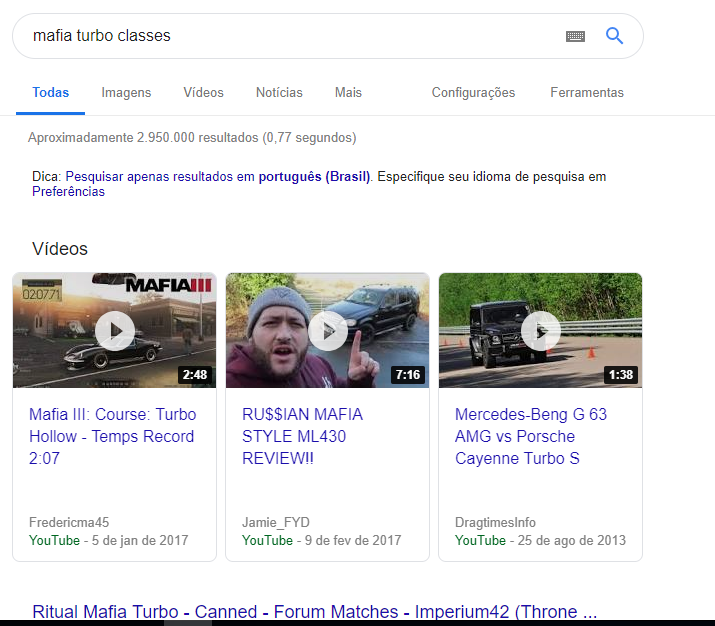 mafia turbo classes
Todas Imagens Vídeos Notícias Mais Configurações Ferramentas
Aproximadamente 2.950.000 resultados (0,77 segundos)
Dica: Pesquisar apenas resultados em português (Brasil). Especifique seu idioma de pesquisa em
Preferências
Vídeos
02:07.71
MAFIA III
2:48
7:16
1:38
Mafia III: Course: Turbo
Hollow - Temps Record
2:07
Fredericma45
YouTube - 5 de jan de 2017
RU$$IAN MAFIA
STYLE ML430
REVIEW!!
Jamie_FYD
YouTube - 9 de fev de 2017
Mercedes-Beng G 63
AMG vs Porsche
Cayenne Turbo S
DragtimesInfo
YouTube - 25 de ago de 2013
Ritual Mafia Turbo - Canned - Forum Matches - Imperium42 (Throne ...